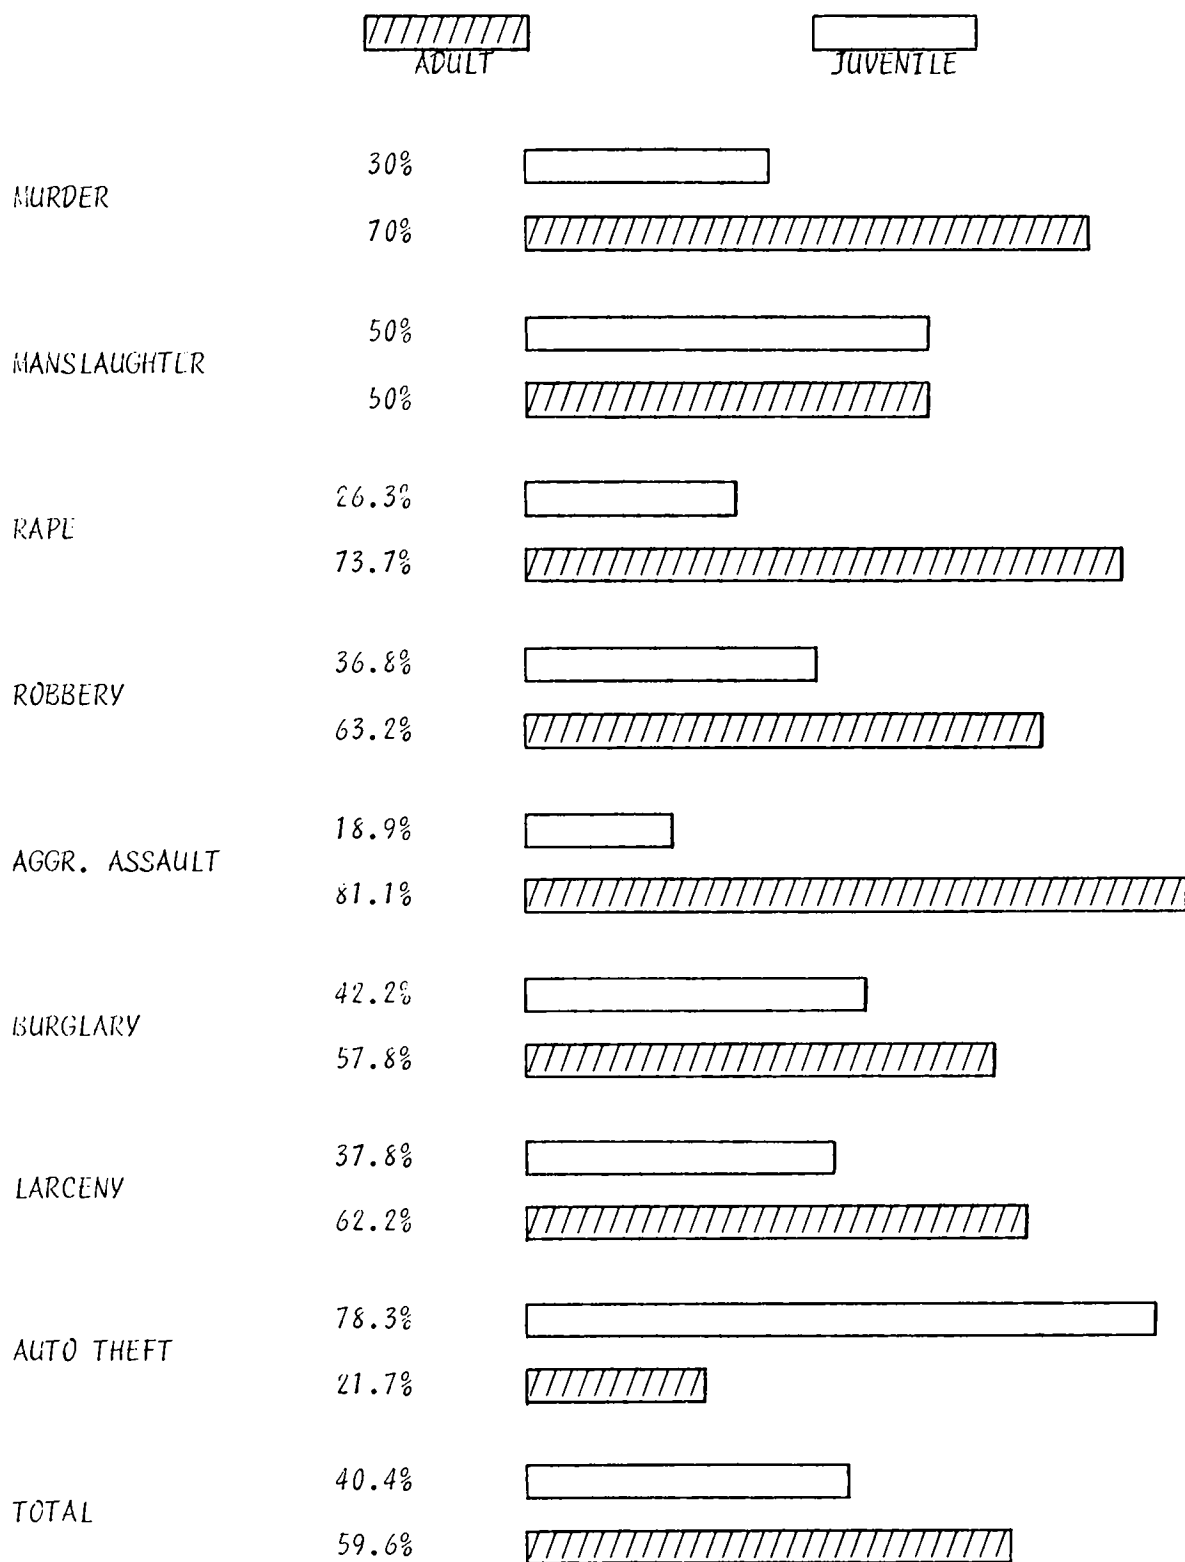 ADULT JUVENILE
30%
MURDER
70%
50%
MANSLAUGHTER
50%
26.3%
RAPE
73.7%
36.8%
ROBBERY
63.2%
18.9%
AGGR. ASSAULT
81.1%
42.2%
BURGLARY
57.8%
37.8%
LARCENY
62.2%
78.3%
AUTO THEFT
21.7%
40.4%
TOTAL
59.6%